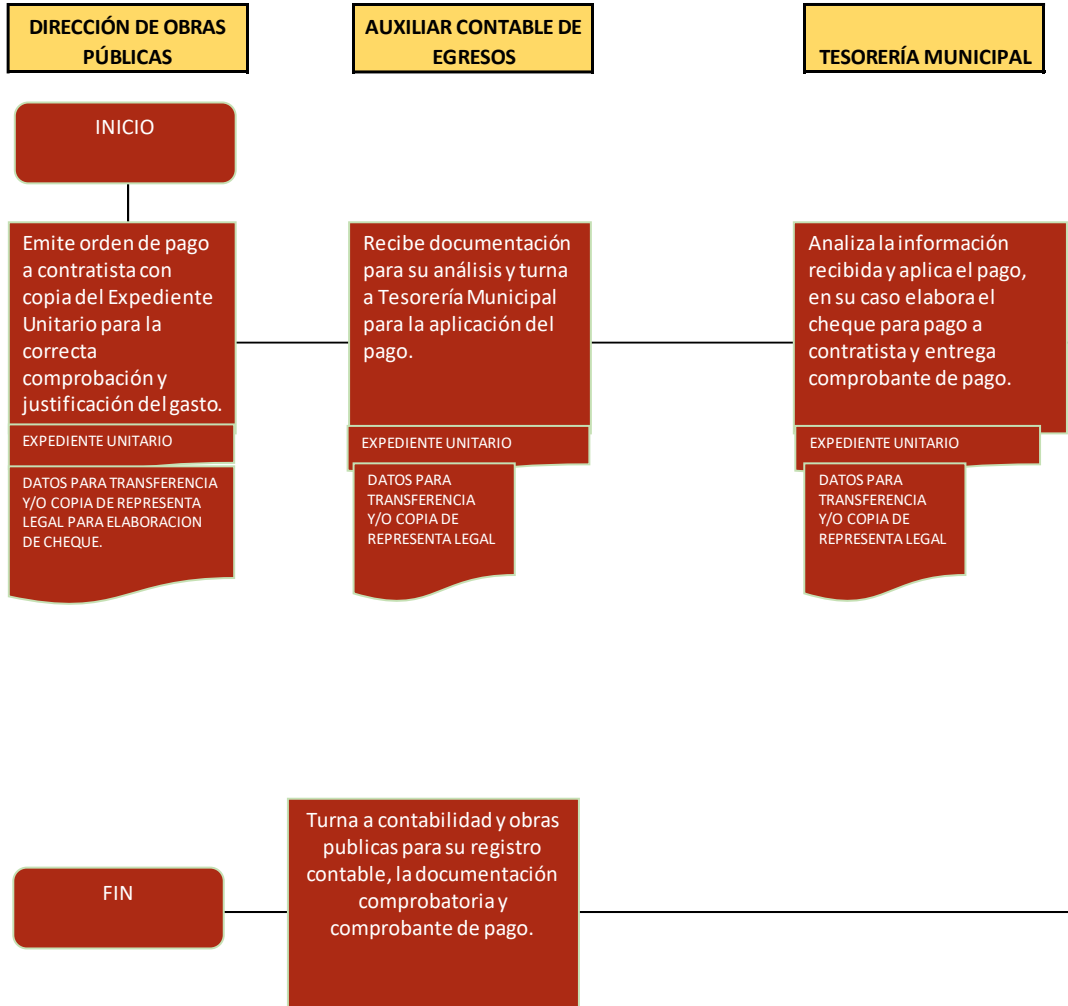 DIRECCIÓN DE OBRAS
PÚBLICAS
AUXILIAR CONTABLE DE
EGRESOS
TESORERÍA MUNICIPAL
INICIO
Emite orden de pago
a contratista con
copia del Expediente
Unitario para la
correcta
comprobación y
justificación del gasto.
EXPEDIENTE UNITARIO
DATOS PARA TRANSFERENCIA
Y/O COPIA DE REPRESENTA
LEGAL PARA ELABORACION
DE CHEQUE.
Recibe documentación
para su análisis y turna
a Tesorería Municipal
para la aplicación del
pago.
EXPEDIENTE UNITARIO
DATOS PARA
TRANSFERENCIA
Y/O COPIA DE
REPRESENTA LEGAL
Analiza la información
recibida y aplica el pago,
en su caso elabora el
cheque para pago a
contratista y entrega
comprobante de pago.
EXPEDIENTE UNITARIO
DATOS PARA
TRANSFERENCIA
Y/O COPIA DE
REPRESENTA LEGAL
Turna a contabilidad y obras
publicas para su registro
contable, la documentación
comprobatoria y
comprobante de pago.
FIN